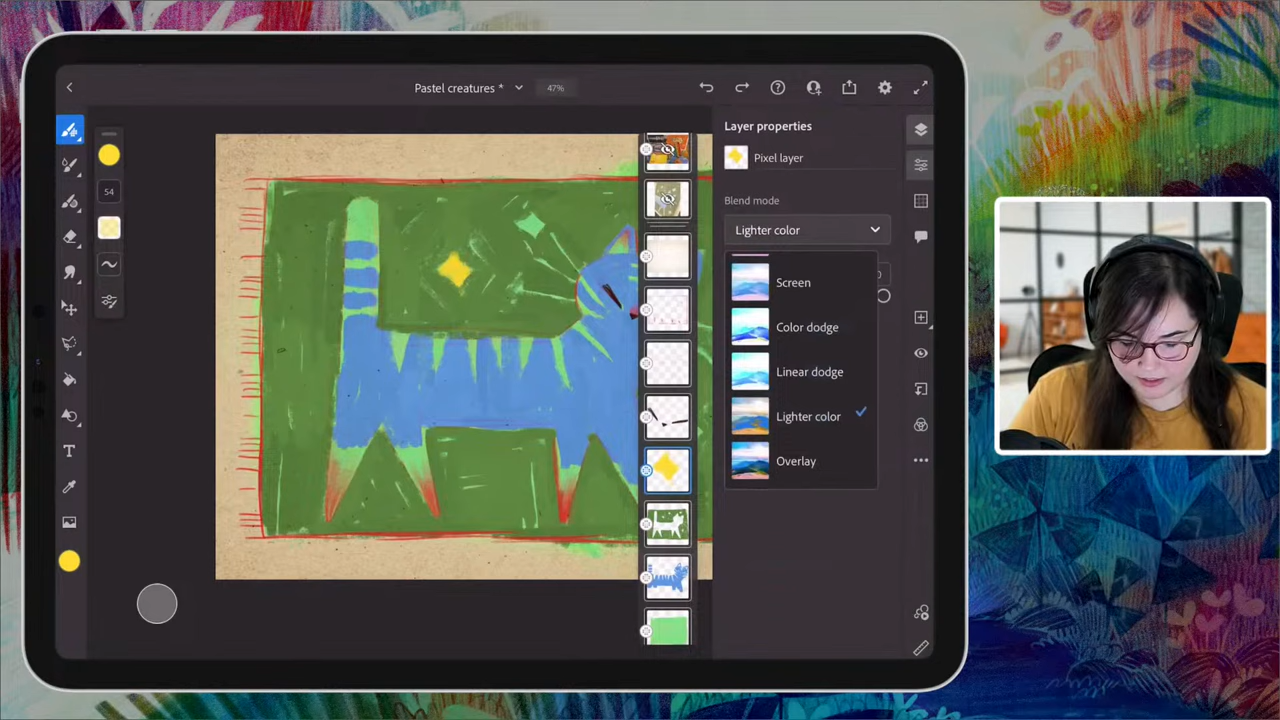 Pastel creatures *
47%
Layer properties
Pixel layer
54
Blend mode
Lighter color
Screen
Color dodge
Linear dodge
Lighter color
Overlay
T